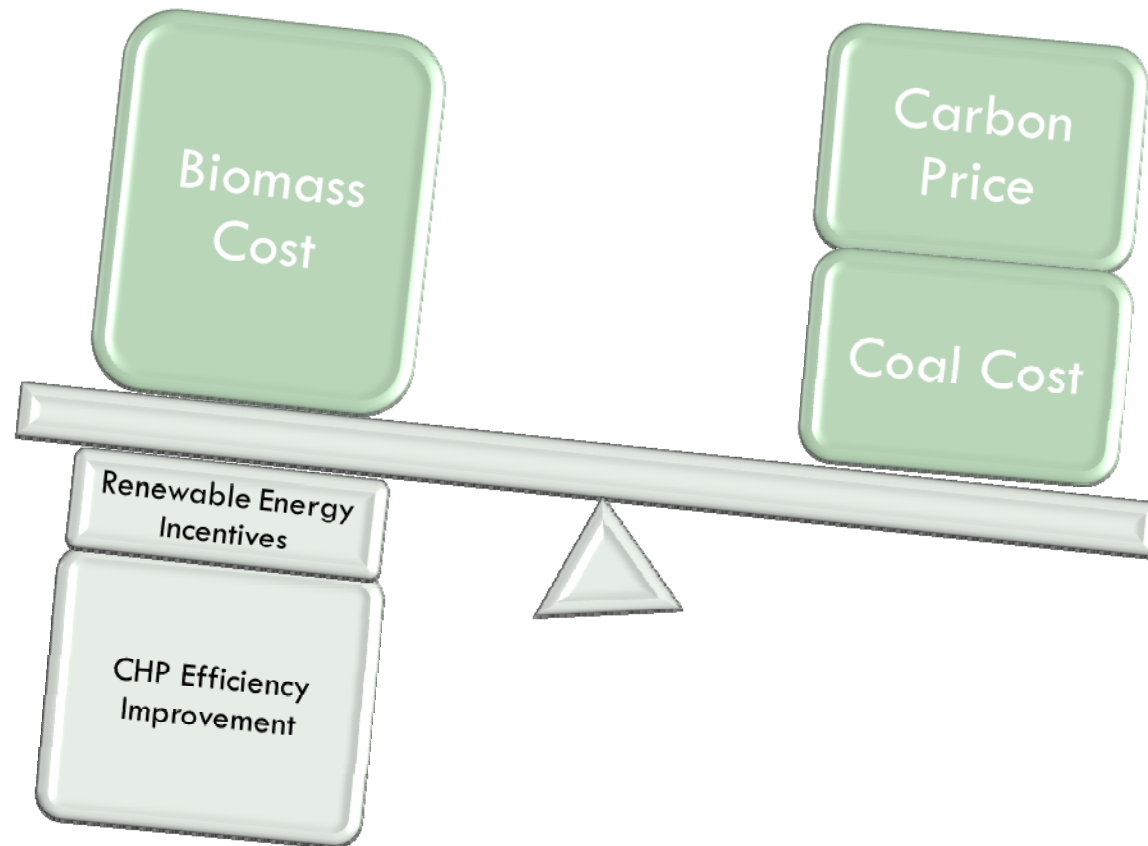 Biomass
Cost
Carbon
Price
Coal Cost
Renewable Energy
Incentives
CHP Efficiency
Improvement